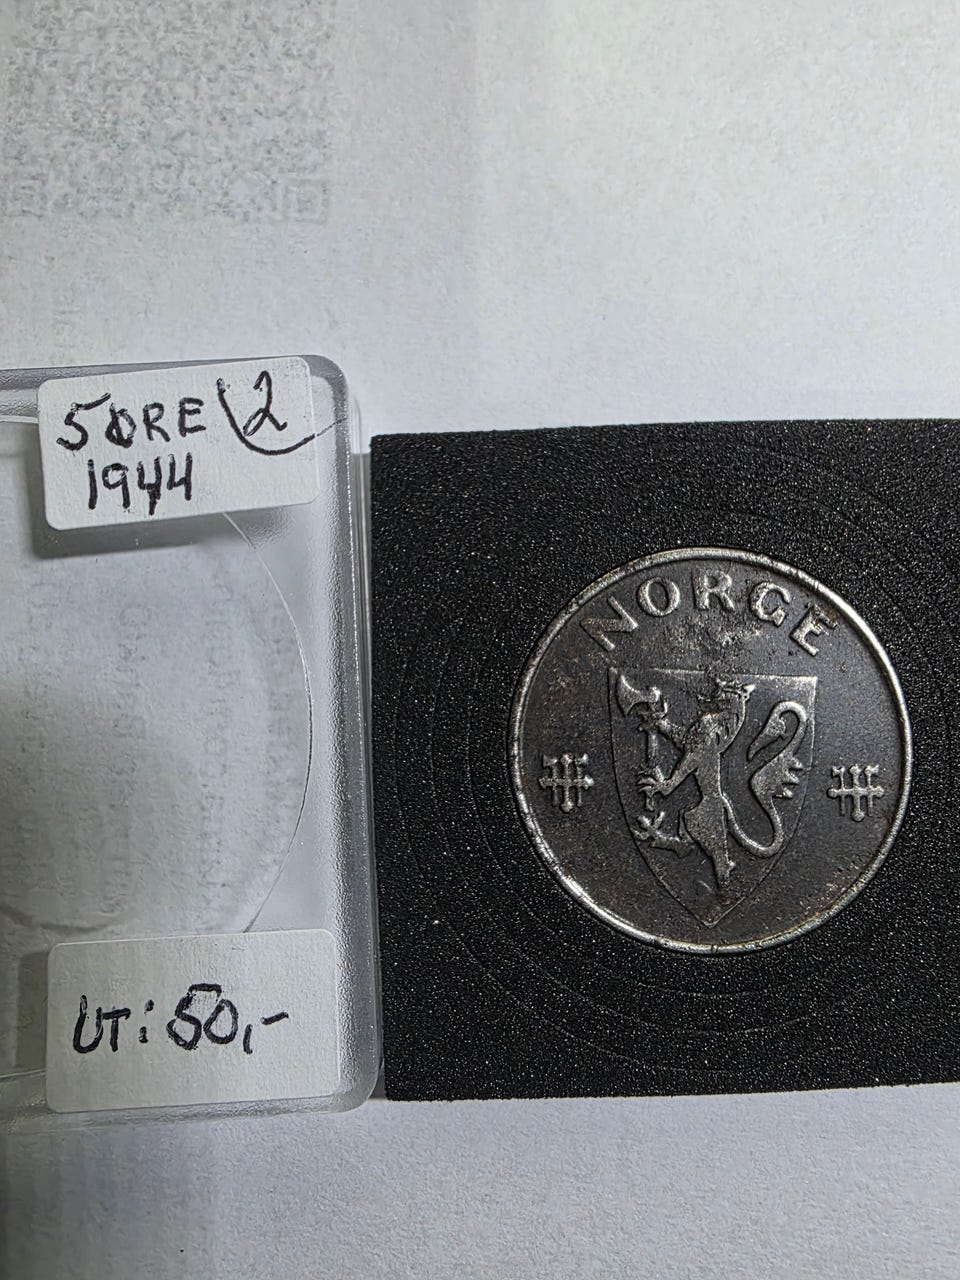 5 ØRE 2
1944
UT: 50,-
NORGE